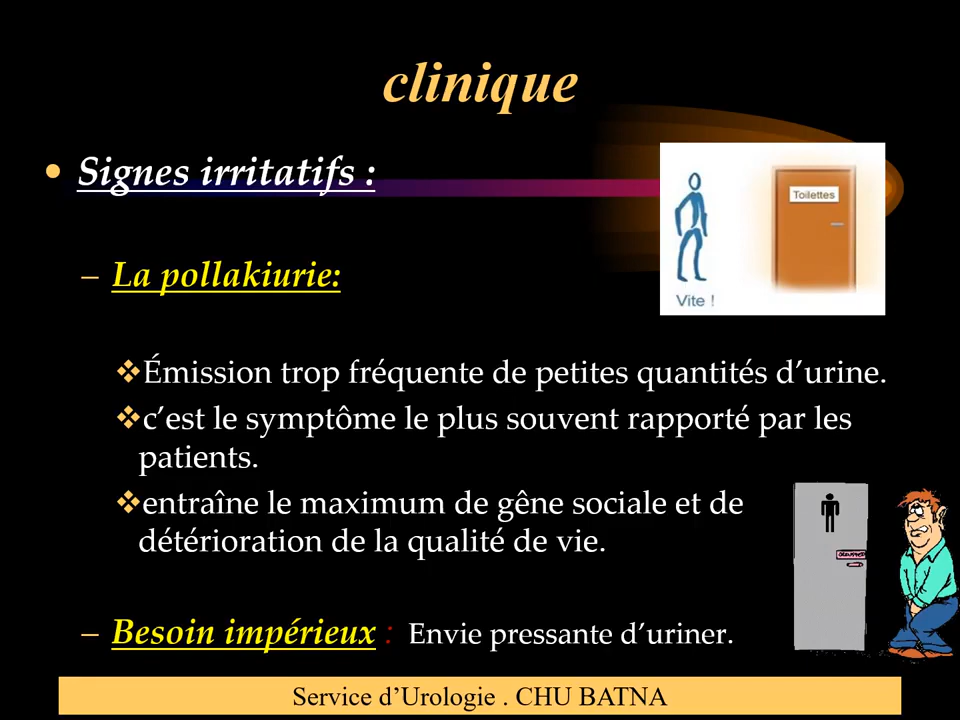 clinique
• Signes irritatifs :
Toilettes
Vite !
– La pollakiurie:
❖Émission trop fréquente de petites quantités d’urine.
❖c’est le symptôme le plus souvent rapporté par les
patients.
❖entraîne le maximum de gêne sociale et de
détérioration de la qualité de vie.
– Besoin impérieux : Envie pressante d’uriner.
Service d’Urologie . CHU BATNA